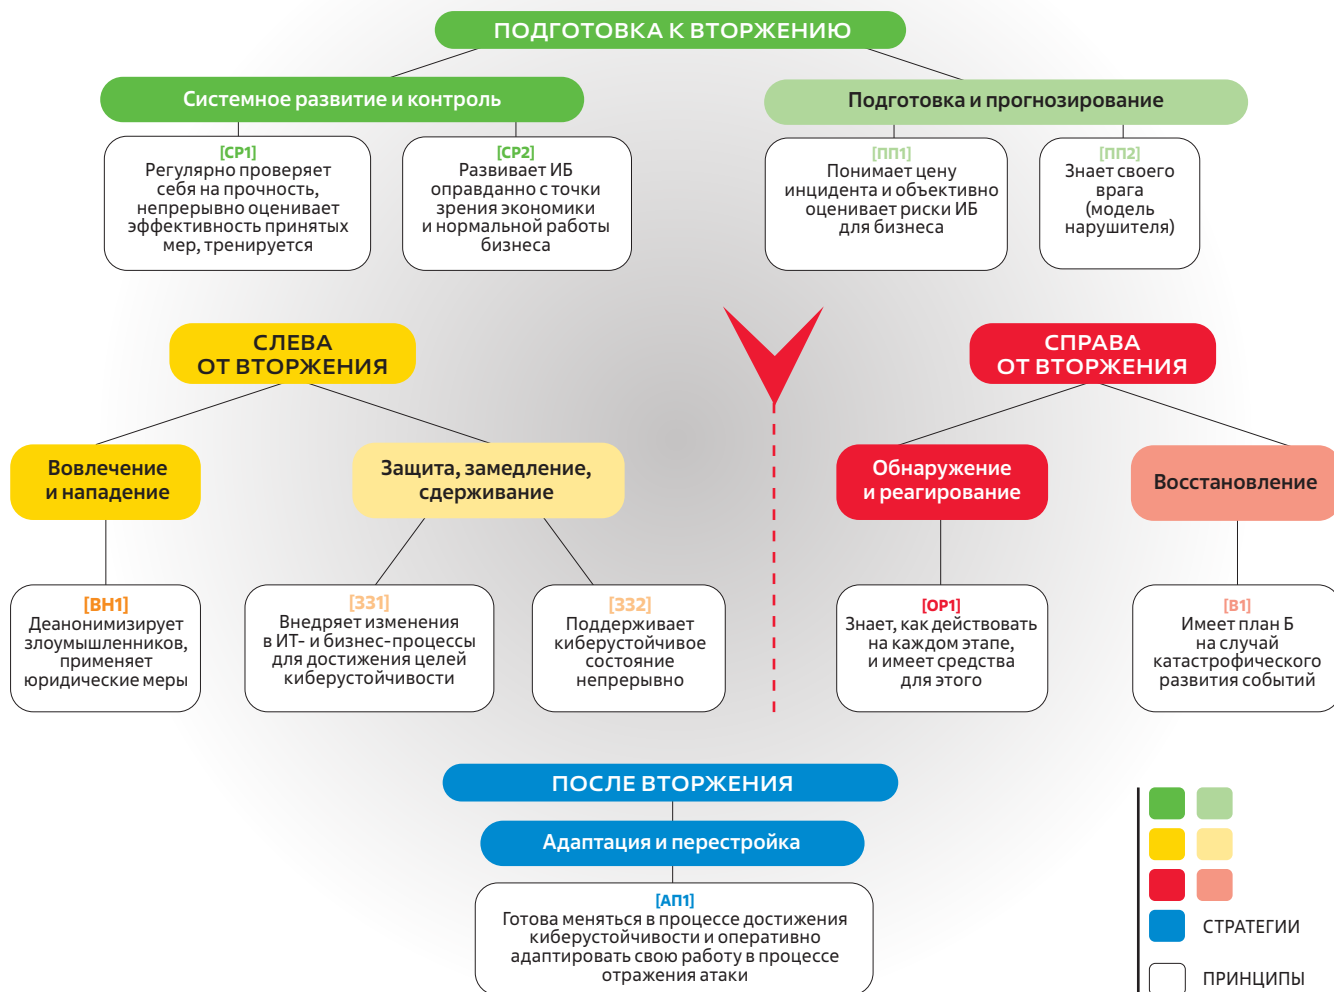 ПОДГОТОВКА К ВТОРЖЕНИЮ
Системное развитие и контроль
Подготовка и прогнозирование
[СР1]
Регулярно проверяет
себя на прочность,
непрерывно оценивает
эффективность принятых
мер, тренируется
[СР2]
Развивает ИБ
оправданно с точки
зрения экономики
и нормальной работы
бизнеса
[ПП1]
Понимает цену
инцидента и объективно
оценивает риски ИБ
для бизнеса
[ПП2]
Знает своего
врага
(модель
нарушителя)
СЛЕВА
ОТ ВТОРЖЕНИЯ
СПРАВА
ОТ ВТОРЖЕНИЯ
Вовлечение
и нападение
Защита, замедление,
сдерживание
Обнаружение
и реагирование
Восстановление
[ВН1]
Деанонимизирует
злоумышленников,
применяет
юридические меры
[ЗЗ1]
Внедряет изменения
в ИТ- и бизнес-процессы
для достижения целей
киберустойчивости
[ЗЗ2]
Поддерживает
киберустойчивое
состояние
непрерывно
[ОР1]
Знает, как действовать
на каждом этапе,
и имеет средства
для этого
[В1]
Имеет план Б
на случай
катастрофического
развития событий
ПОСЛЕ ВТОРЖЕНИЯ
Адаптация и перестройка
[АП1]
Готова меняться в процессе достижения
киберустойчивости и оперативно
адаптировать свою работу в процессе
отражения атаки
СТРАТЕГИИ
ПРИНЦИПЫ